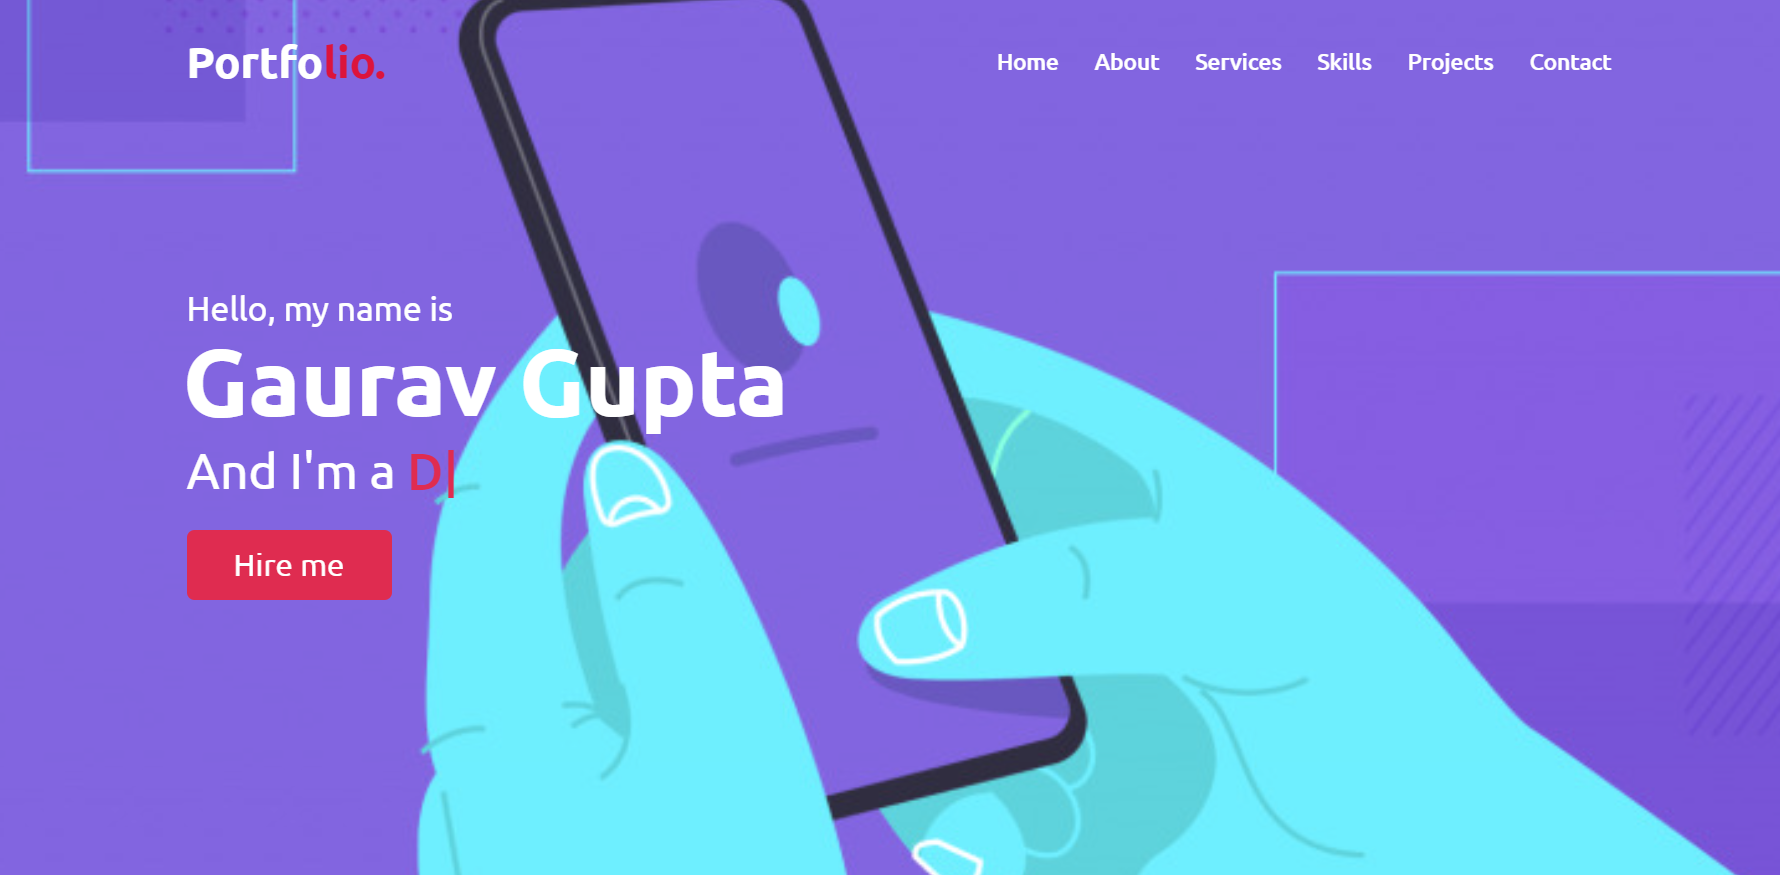 Portfolio.
Home About Services Skills Projects Contact
Hello, my name is
Gaurav Gupta
And I'm a D|
Hire me